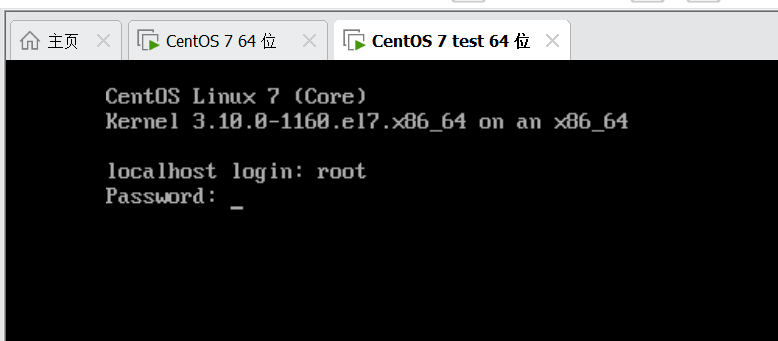 主页 CentOS 7 64 位 CentOS 7 test 64 位
CentOS Linux 7 (Core)
Kernel 3.10.0-1160.el7.x86_64 on an x86_64
localhost login: root
Password: _